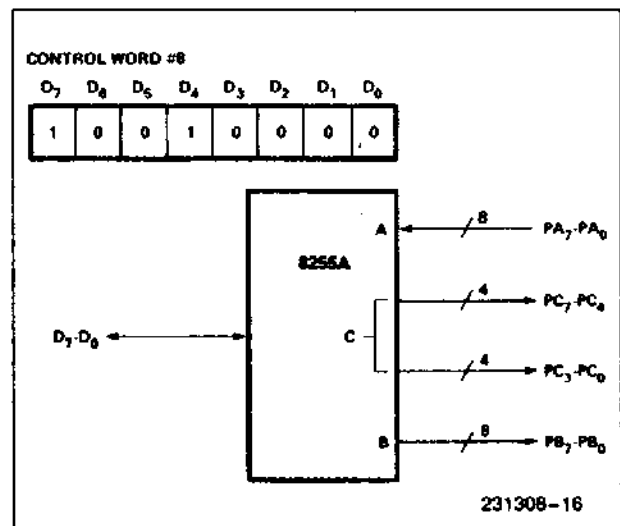 CONTROL WORD #8
D7 D6 D5 D4 D3 D2 D1 D0
1 0 0 1 0 0 0 0
A 8 PA7-PA0
8255A
4 PC7-PC4
D7-D0 C
4 PC3-PC0
B 8 PB7-PB0
231308-16